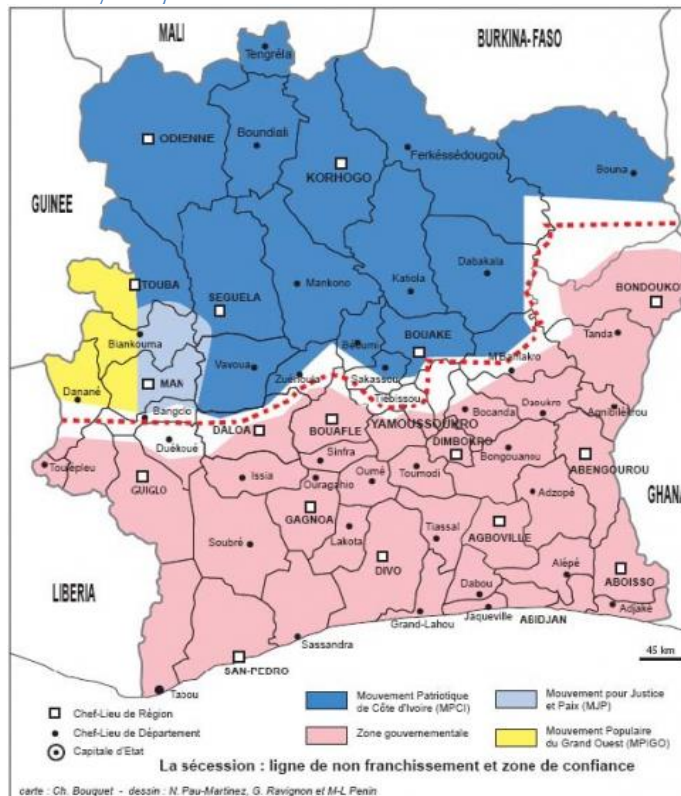 MALI
BURKINA-FASO
Tengréla
ODIENNE
Boundiali
Ferkéssédougou
KORHOGO
Bouna
GUINEE
TOUBA
SEGUELA
Mankono
Katiola
Dabakala
BONDOUKOU
Biankouma
BOUAKE
Béoumi
Tanda
MAN
Vavoua
Zuénoula
Sakassou
M'Bahiakro
Danané
Tiébissou
Bangolo
Bocanda
Daoukro
Agnibilékrou
DALOA
BOUAFLE
YAMOUSSOUKRO
DIMBOKRO
Duékoué
Sinfra
Bongouanou
ABENGOUROU
Toulépleu
GUIGLO
Issia
Oumé
Toumodi
Ouragahio
Adzopé
GHANA
GAGNOA
Soubré
Lakota
Tiassal
AGBOVILLE
DIVO
Alépé
LIBERIA
Dabou
ABOISSO
Grand-Lahou
Jaqueville
ABIDJAN
Adiaké
Sassandra
45 km
SAN-PEDRO
Tabou
Chef-Lieu de Région
Chef-Lieu de Département
Capitale d'Etat
Mouvement Patriotique
de Côte d'Ivoire (MPCI)
Zone gouvernementale
Mouvement pour Justice
et Paix (MJP)
Mouvement Populaire
du Grand Ouest (MPIGO)
La sécession : ligne de non franchissement et zone de confiance
carte : Ch. Bouquet - dessin : N. Pau-Martinez, G. Ravignon et M-L Penin